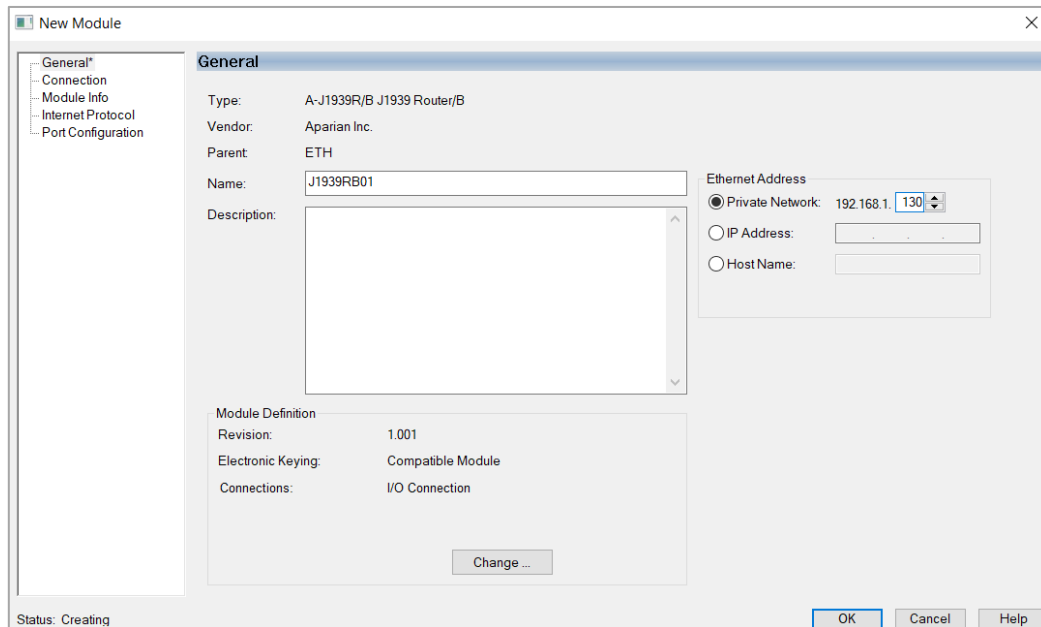 New Module
General*
Connection
Module Info
Internet Protocol
Port Configuration
General
Type: A-J1939R/B J1939 Router/B
Vendor: Aparian Inc.
Parent: ETH
Name: J1939RB01
Description:
Ethernet Address
Private Network: 192.168.1. 130
IP Address: . . .
Host Name:
Module Definition
Revision: 1.001
Electronic Keying: Compatible Module
Connections: I/O Connection
Change ...
Status: Creating
OK Cancel Help